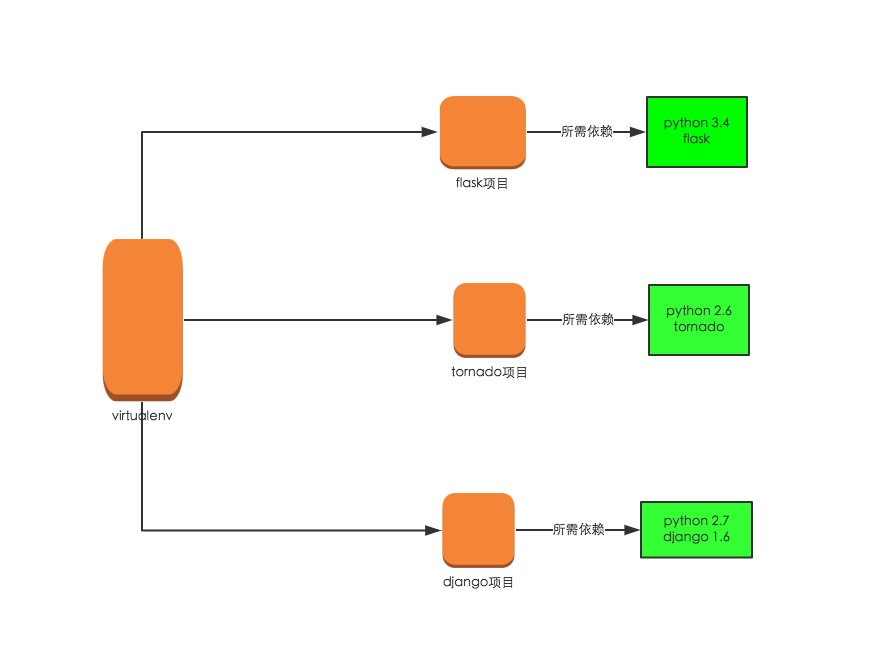 所需依赖
python 3.4
flask
flask项目
所需依赖
python 2.6
tornado
tornado项目
virtualenv
所需依赖
python 2.7
django 1.6
django项目